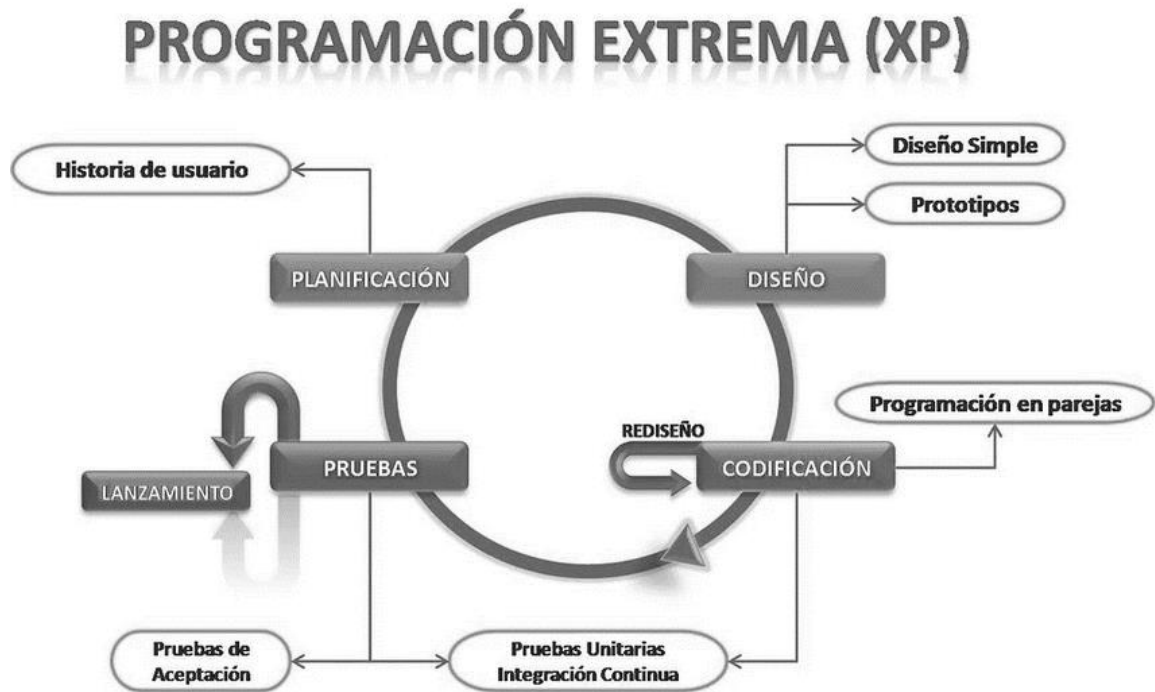 PROGRAMACIÓN EXTREMA (XP)
Historia de usuario
Diseño Simple
Prototipos
PLANIFICACIÓN
DISEÑO
Programación en parejas
REDISEÑO
PRUEBAS
CODIFICACIÓN
LANZAMIENTO
Pruebas de
Aceptación
Pruebas Unitarias
Integración Continua